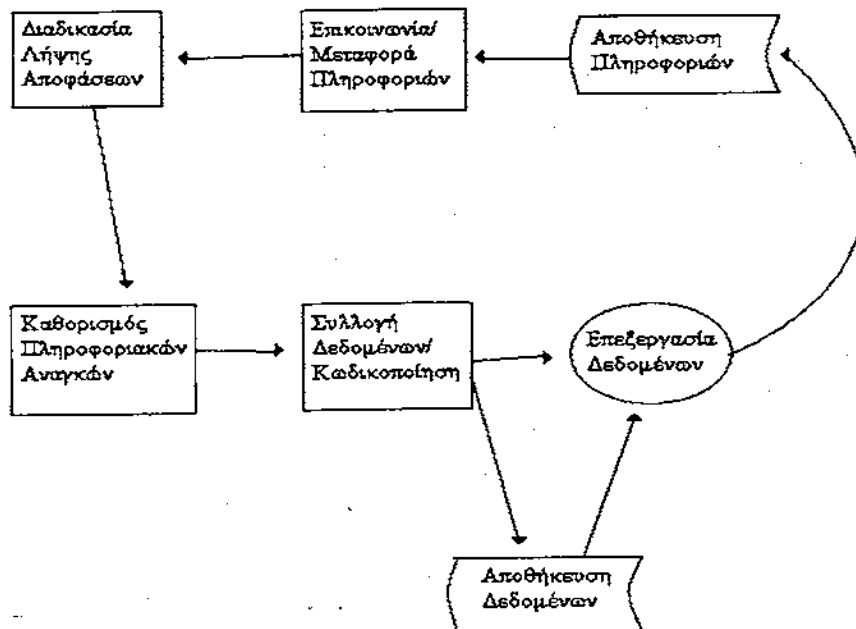 Διαδικασία
Λήψης
Αποφάσεων
Επικοινωνία/
Μεταφορά
Πληροφοριών
Αποθήκευση
Πληροφοριών
Καθορισμός
Πληροφοριακών
Αναγκών
Συλλογή
Δεδομένων/
Κωδικοποίηση
Επεξεργασία
Δεδομένων
Αποθήκευση
Δεδομένων